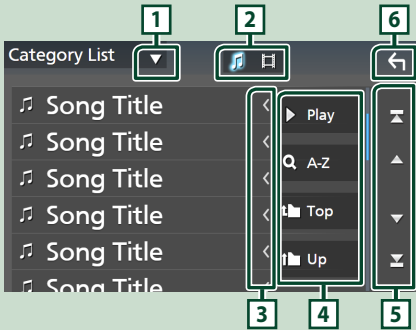 1 2 6
Category List
Song Title
Play
Song Title
A-Z
Song Title
Song Title
Top
Song Title
Up
Song Title
3 4 5